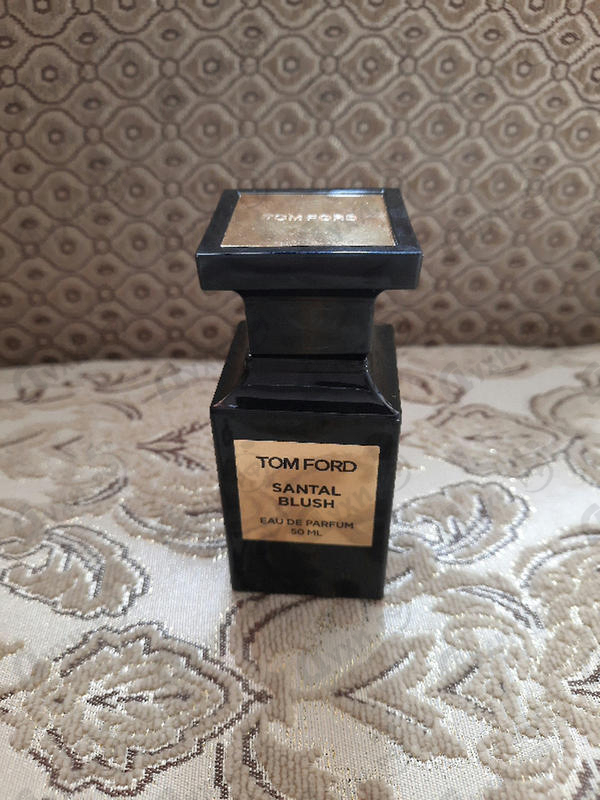 TOM FORD
TOM FORD
SANTAL
BLUSH
EAU DE PARFUM
50 ML